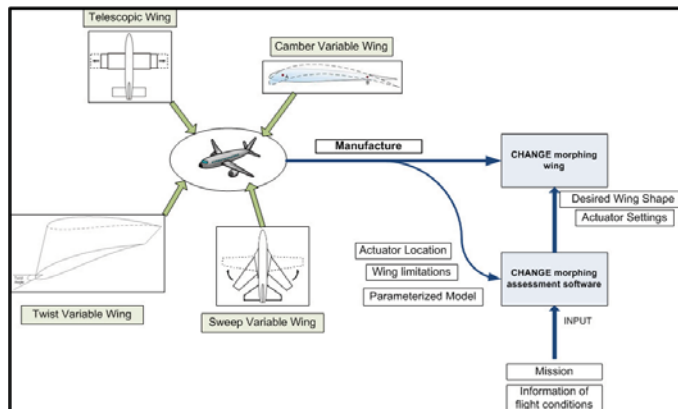 Telescopic Wing
Camber Variable Wing
Manufacture
CHANGE morphing
wing
Desired Wing Shape
Actuator Settings
Actuator Location
Wing limitations
Parameterized Model
CHANGE morphing
assessment software
Twist Variable Wing
Sweep Variable Wing
INPUT
Mission
Information of
flight conditions